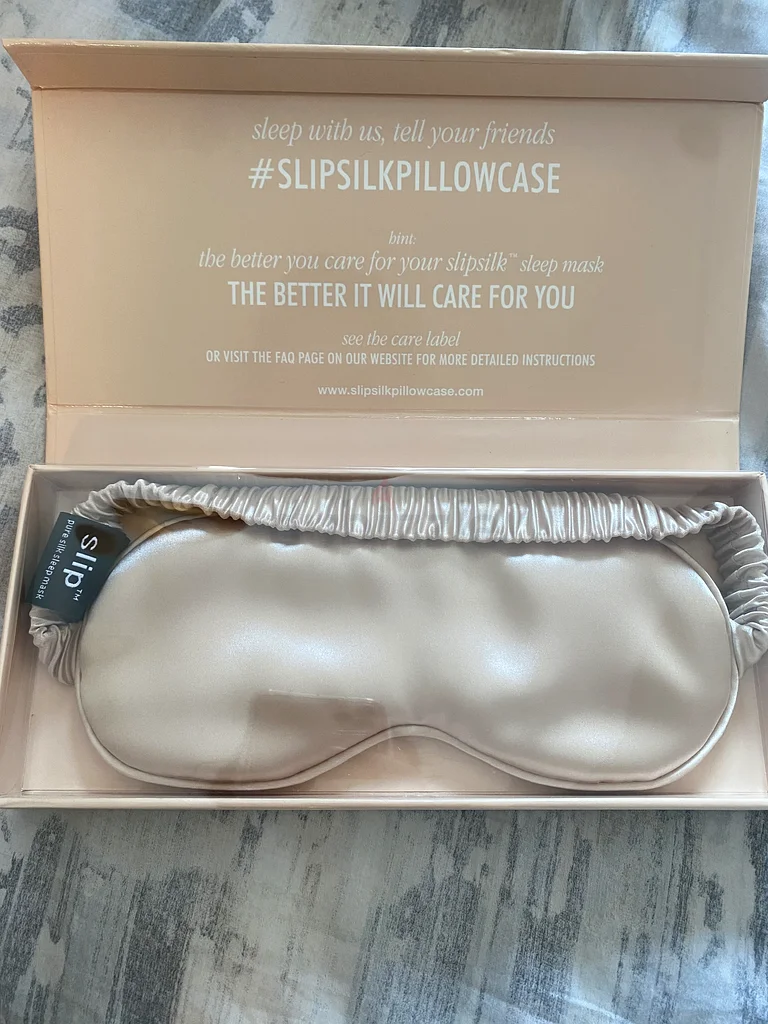 sleep with us, tell your friends
#SLIPSILKPILLOWCASE
hint:
the better you care for your slipsilk™ sleep mask
THE BETTER IT WILL CARE FOR YOU
see the care label
OR VISIT THE FAQ PAGE ON OUR WEBSITE FOR MORE DETAILED INSTRUCTIONS
www.slipsilkpillowcase.com
slip™
pure silk sleep mask